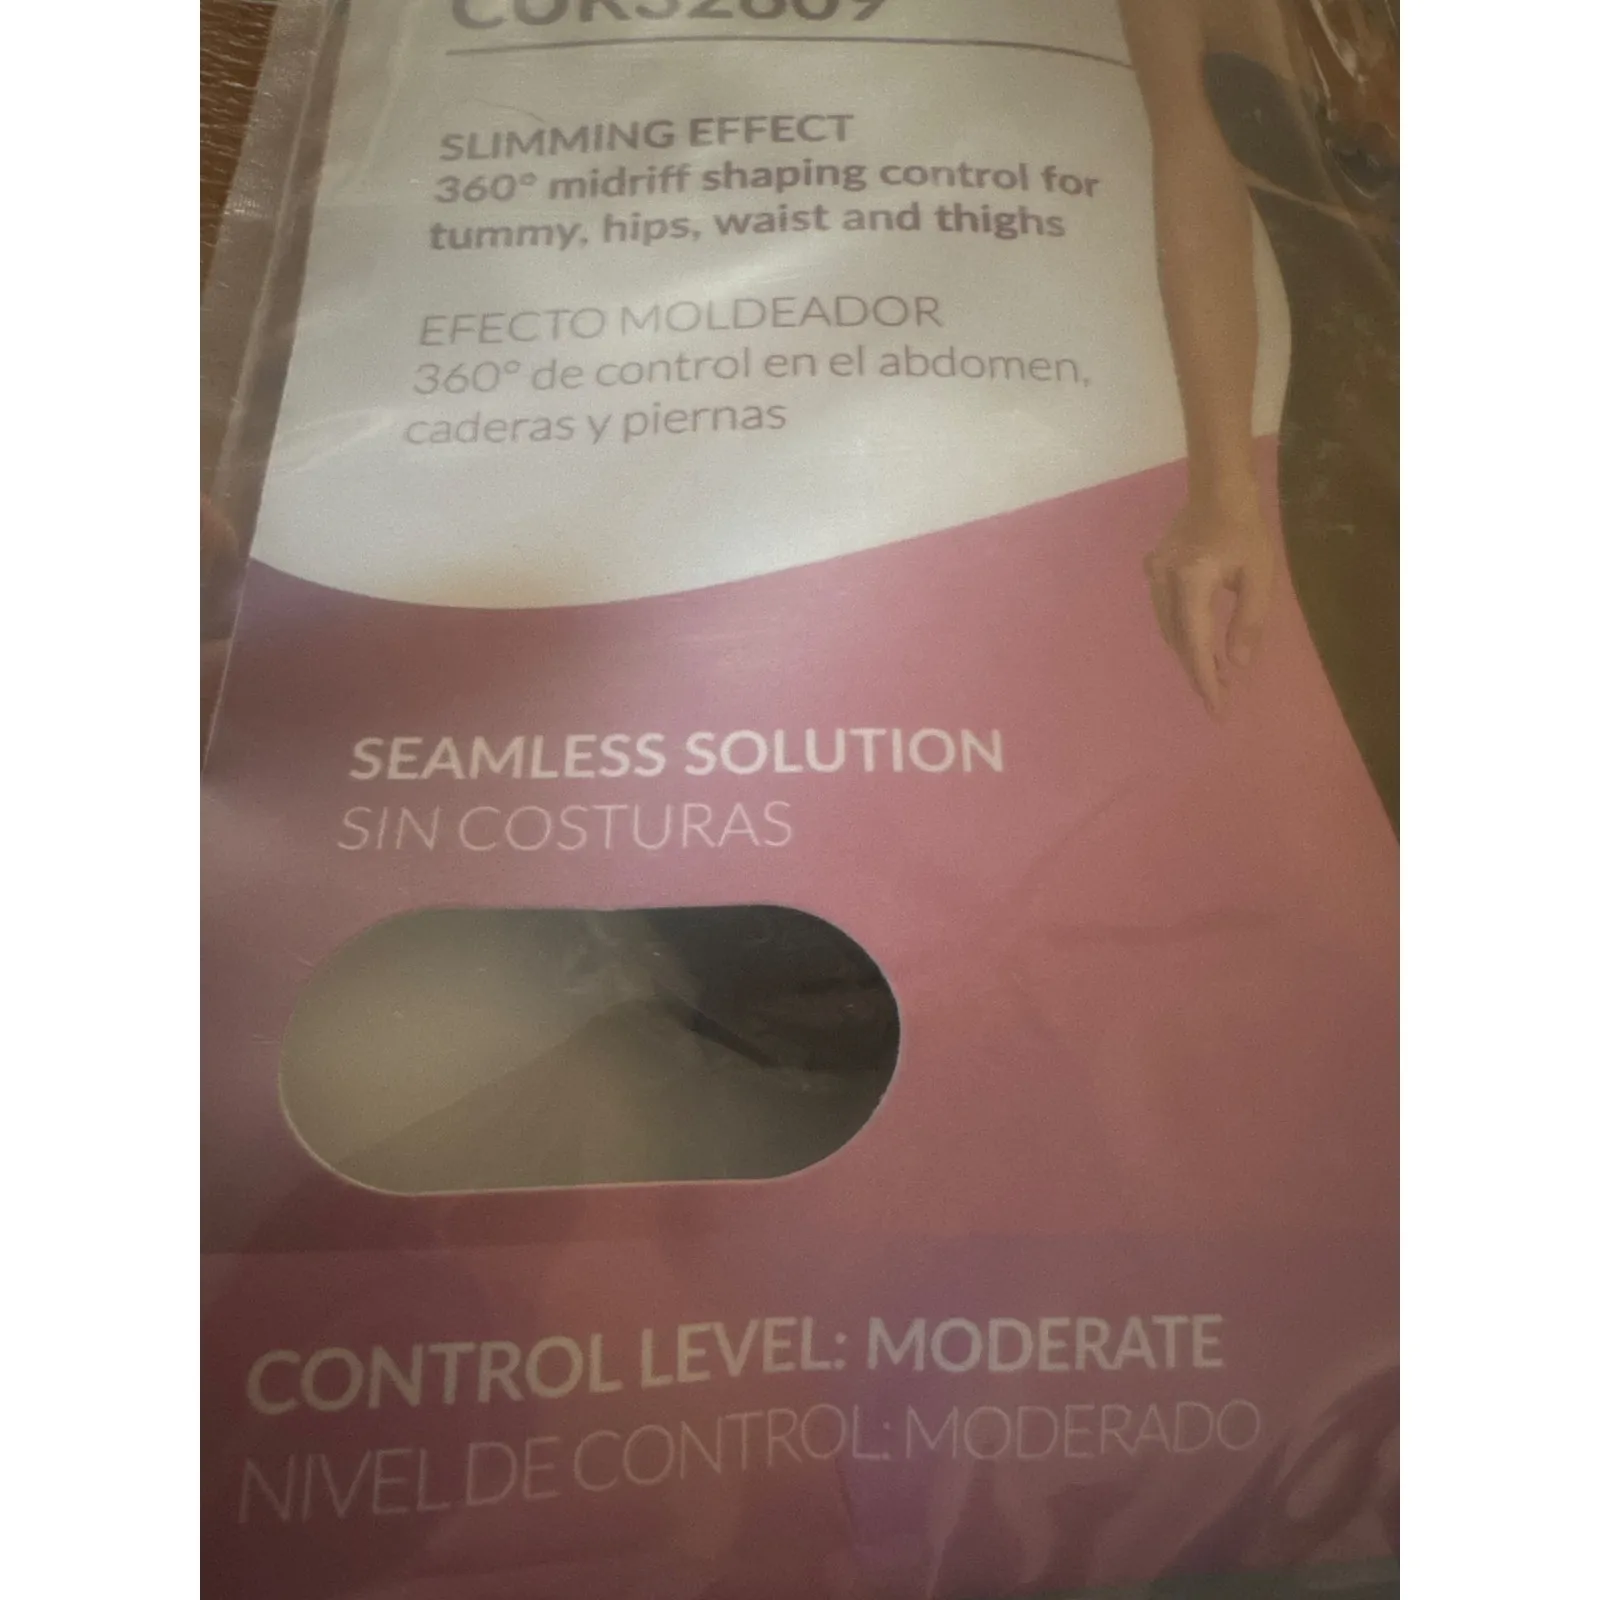 SLIMMING EFFECT
360° midriff shaping control for
tummy, hips, waist and thighs
EFECTO MOLDEADOR
360° de control en el abdomen,
caderas y piernas
SEAMLESS SOLUTION
SIN COSTURAS
CONTROL LEVEL: MODERATE
NIVEL DE CONTROL: MODERADO